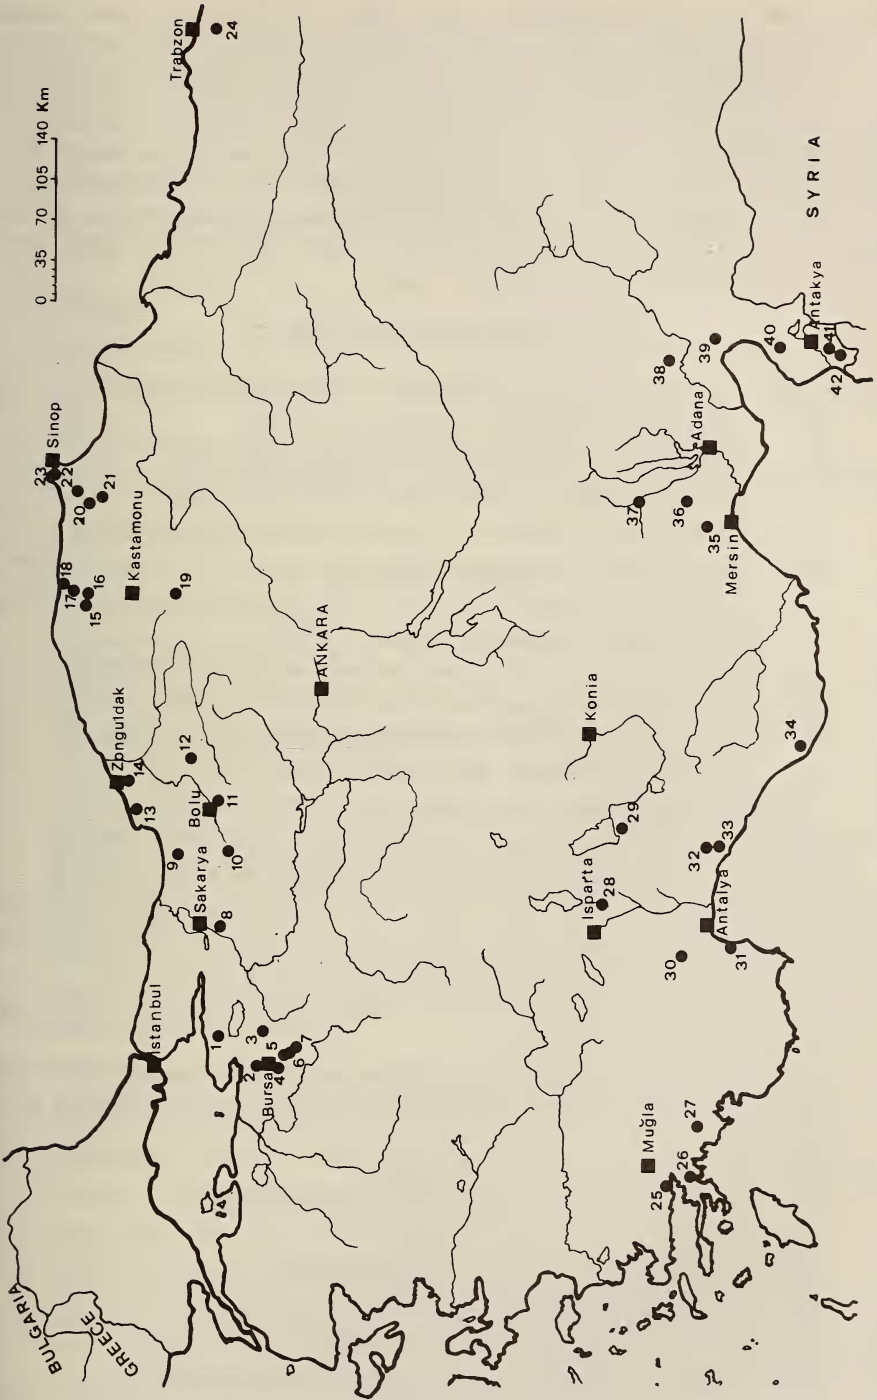 BULGARIA
GREECE
0 35 70 105 140 Km
Istanbul
Sakarya
Bolu
Zonguldak
Kastamonu
Sinop
Trabzon
Bursa
ANKARA
Muğla
Isparta
Konia
Antalya
Mersin
Adana
Antakya
SYRIA
1
2
3
4
5
6
7
8
9
10
11
12
13
14
15
16
17
18
19
20
21
22
23
24
25
26
27
28
29
30
31
32
33
34
35
36
37
38
39
40
41
42